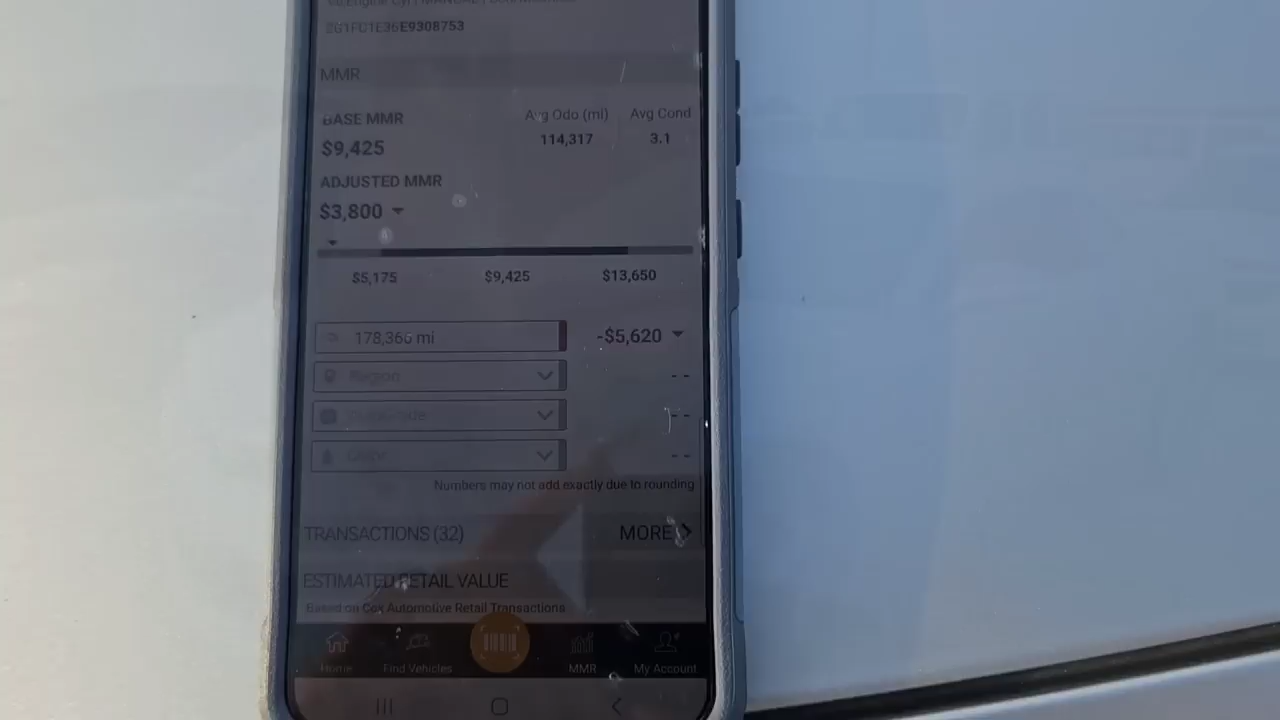 2G1FC1E36E9308753
MMR
BASE MMR
Avg Odo (mi)
Avg Cond
$9,425
114,317
3.1
ADJUSTED MMR
$3,800
$5,175
$9,425
$13,650
178,366 mi
-$5,620
Region
- -
- -
- -
Numbers may not add exactly due to rounding
TRANSACTIONS (32)
MORE
ESTIMATED RETAIL VALUE
Based on Cox Automotive Retail Transactions
Home
Find Vehicles
MMR
My Account